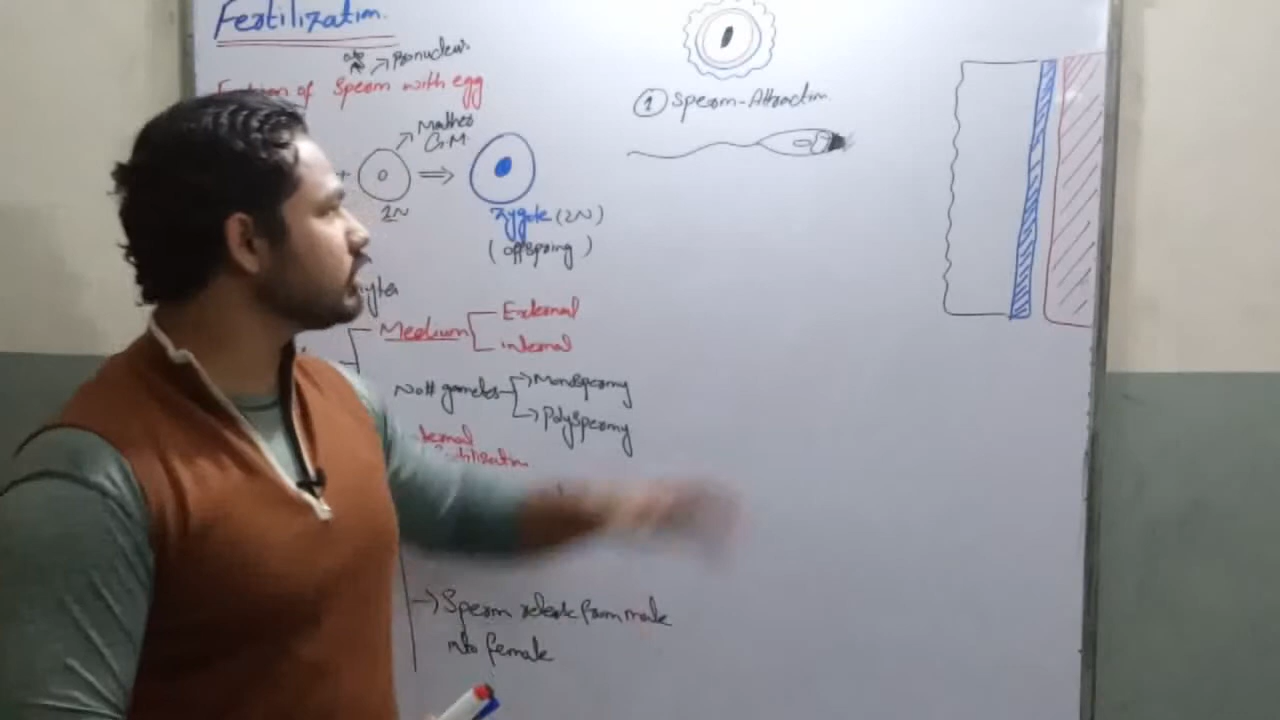 Fertilization.
Pronucleus
Fusion of Sperm with egg
Mother
G.M.
+
2N
Zygote (2N)
(offspring)
Medium
External
internal
No# gametes
Monospermy
Polyspermy
→ Sperm release from male
into female
① Sperm-Attraction